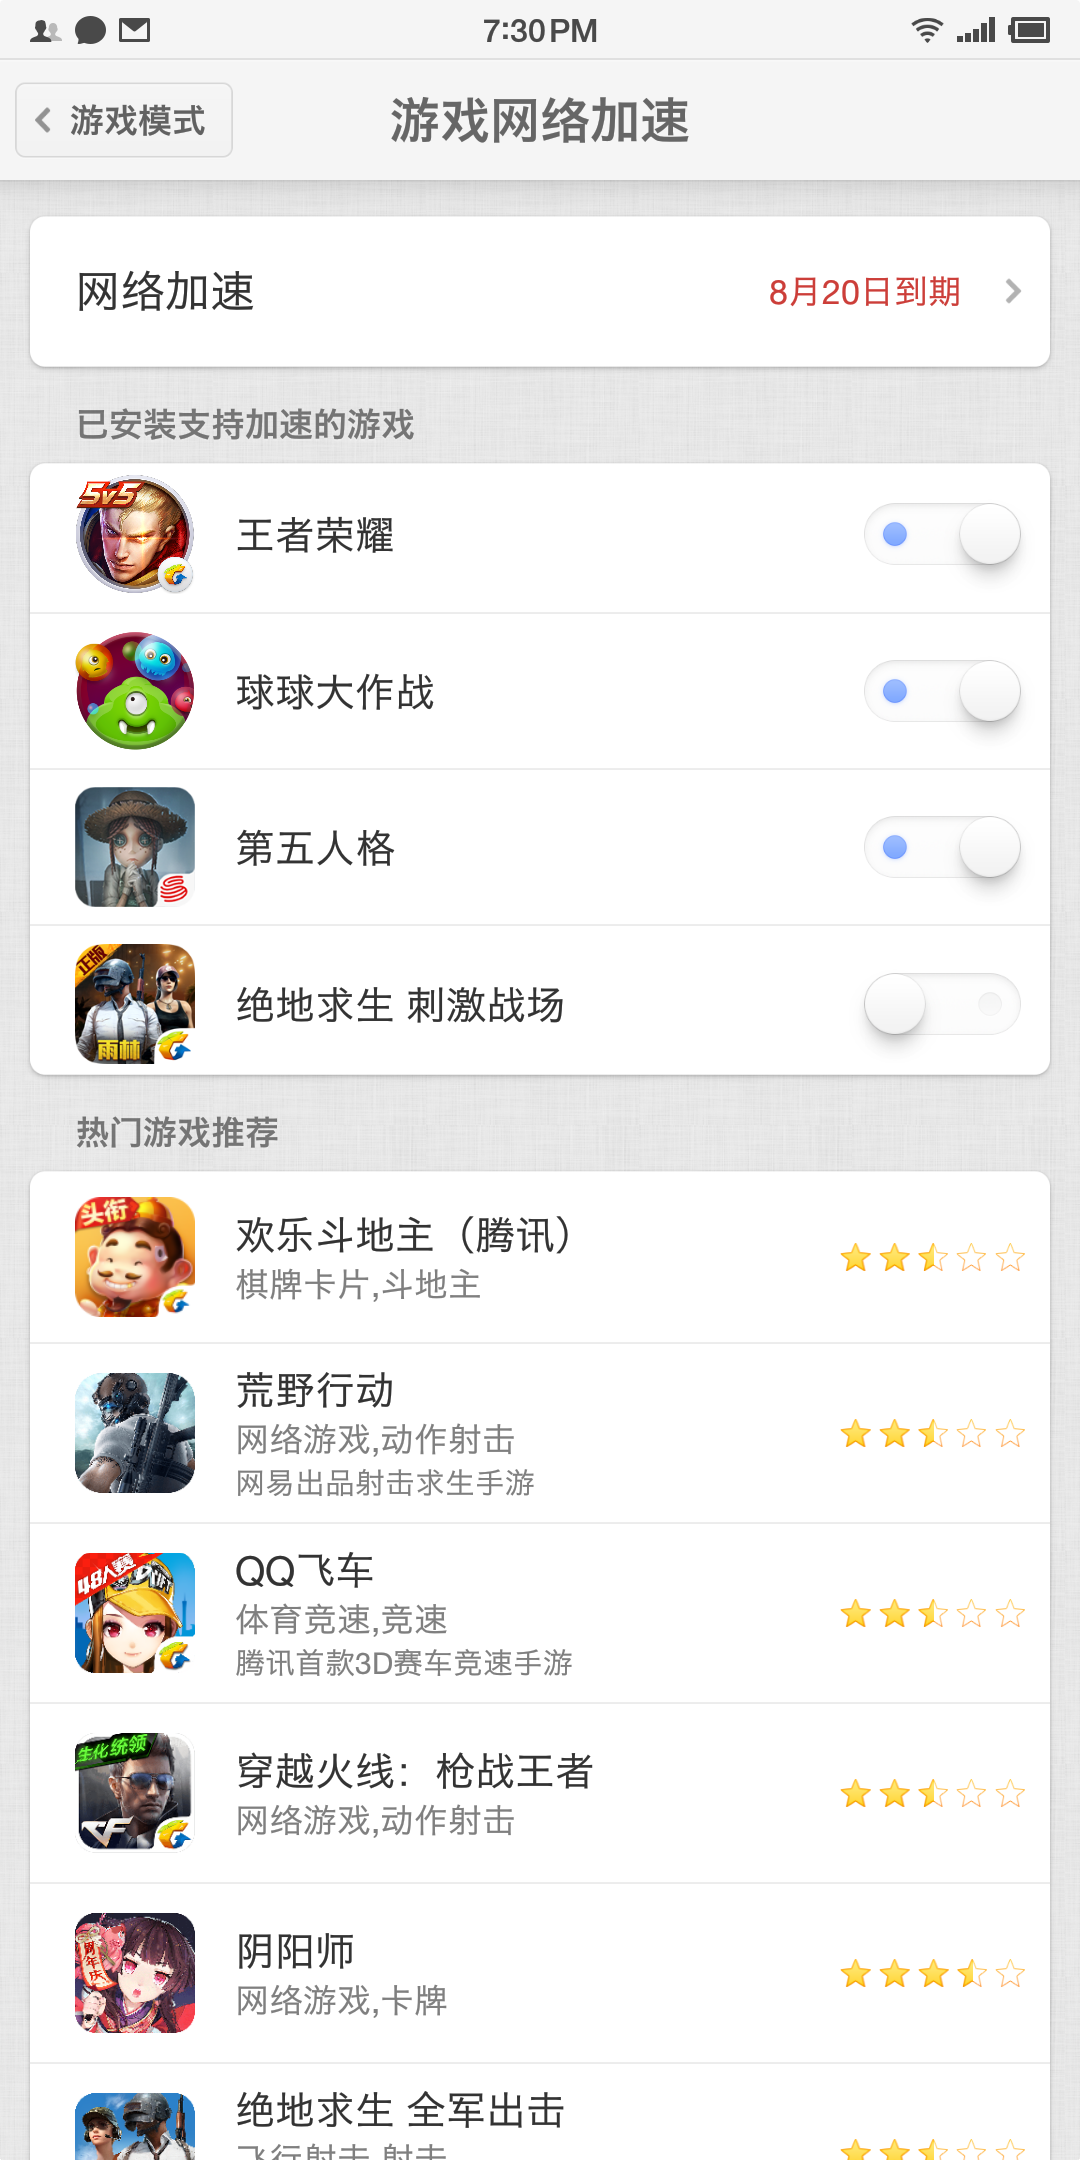 7:30 PM
游戏模式
游戏网络加速
网络加速
8月20日到期
已安装支持加速的游戏
5v5
王者荣耀
球球大作战
第五人格
正版
雨林
绝地求生 刺激战场
热门游戏推荐
头衔
欢乐斗地主（腾讯）
棋牌卡片,斗地主
荒野行动
网络游戏,动作射击
网易出品射击求生手游
48人赛
QQ飞车
体育竞速,竞速
腾讯首款3D赛车竞速手游
生化统领
CF
穿越火线：枪战王者
网络游戏,动作射击
周年庆
阴阳师
网络游戏,卡牌
绝地求生 全军出击
飞行射击,射击